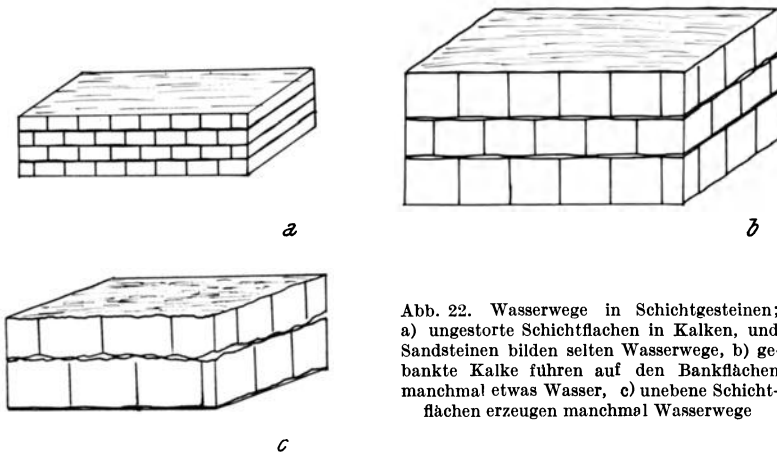 a
b
c
Abb. 22. Wasserwege in Schichtgesteinen;
a) ungestorte Schichtflachen in Kalken, und
Sandsteinen bilden selten Wasserwege, b) ge-
bankte Kalke führen auf den Bankflächen
manchmal etwas Wasser, c) unebene Schicht-
flächen erzeugen manchmal Wasserwege